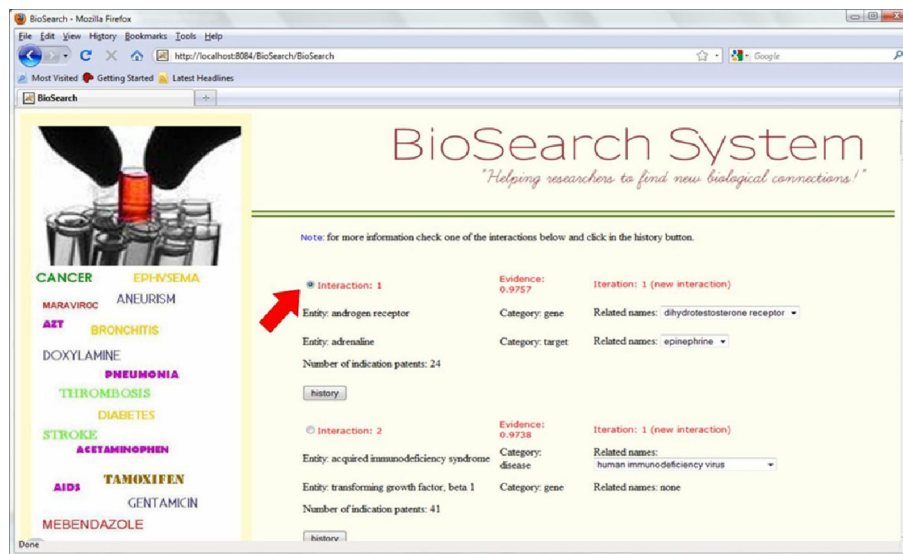 BioSearch - Mozilla Firefox
File Edit View History Bookmarks Tools Help
http://localhost:8084/BioSearch/BioSearch
Google
Most Visited Getting Started Latest Headlines
BioSearch
BioSearch System
"Helping researchers to find new biological connections!"
Note: for more information check one of the interactions below and click in the history button.
CANCER EPHYSEMA
MARAVIROC ANEURISM
AZT BRONCHITIS
DOXYLAMINE
PNEUMONIA
THROMBOSIS
DIABETES
STROKE
ACETAMINOPHEN
TAMOXIFEN
AIDS
GENTAMICIN
MEBENDAZOLE
Interaction: 1 Evidence: 0.9757 Iteration: 1 (new interaction)
Entity: androgen receptor Category: gene Related names: dihydrotestosterone receptor
Entity: adrenaline Category: target Related names: epinephrine
Number of indication patents: 24
history
Interaction: 2 Evidence: 0.9738 Iteration: 1 (new interaction)
Entity: acquired immunodeficiency syndrome Category: disease Related names: human immunodeficiency virus
Entity: transforming growth factor, beta 1 Category: gene Related names: none
Number of indication patents: 41
history
Done